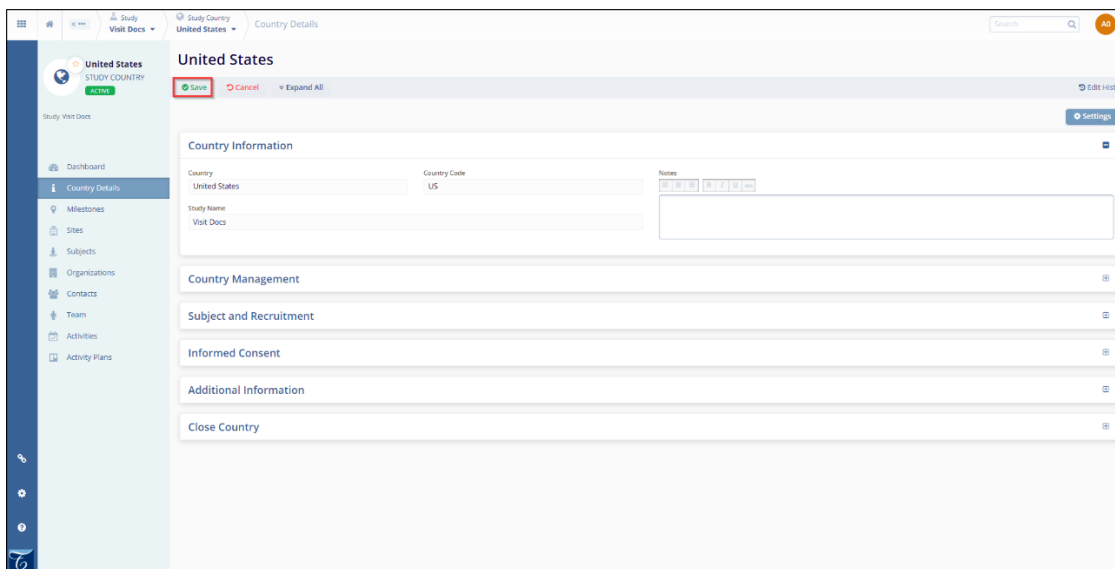 Study
Visit Docs
Study Country
United States
Country Details
Search
AO
United States
STUDY COUNTRY
ACTIVE
Study Visit Docs
Dashboard
Country Details
Milestones
Sites
Subjects
Organizations
Contacts
Team
Activities
Activity Plans
United States
Save Cancel Expand All Edit Hist
Settings
Country Information
Country Country Code Notes
United States US
B I U abc
Study Name
Visit Docs
Country Management
Subject and Recruitment
Informed Consent
Additional Information
Close Country